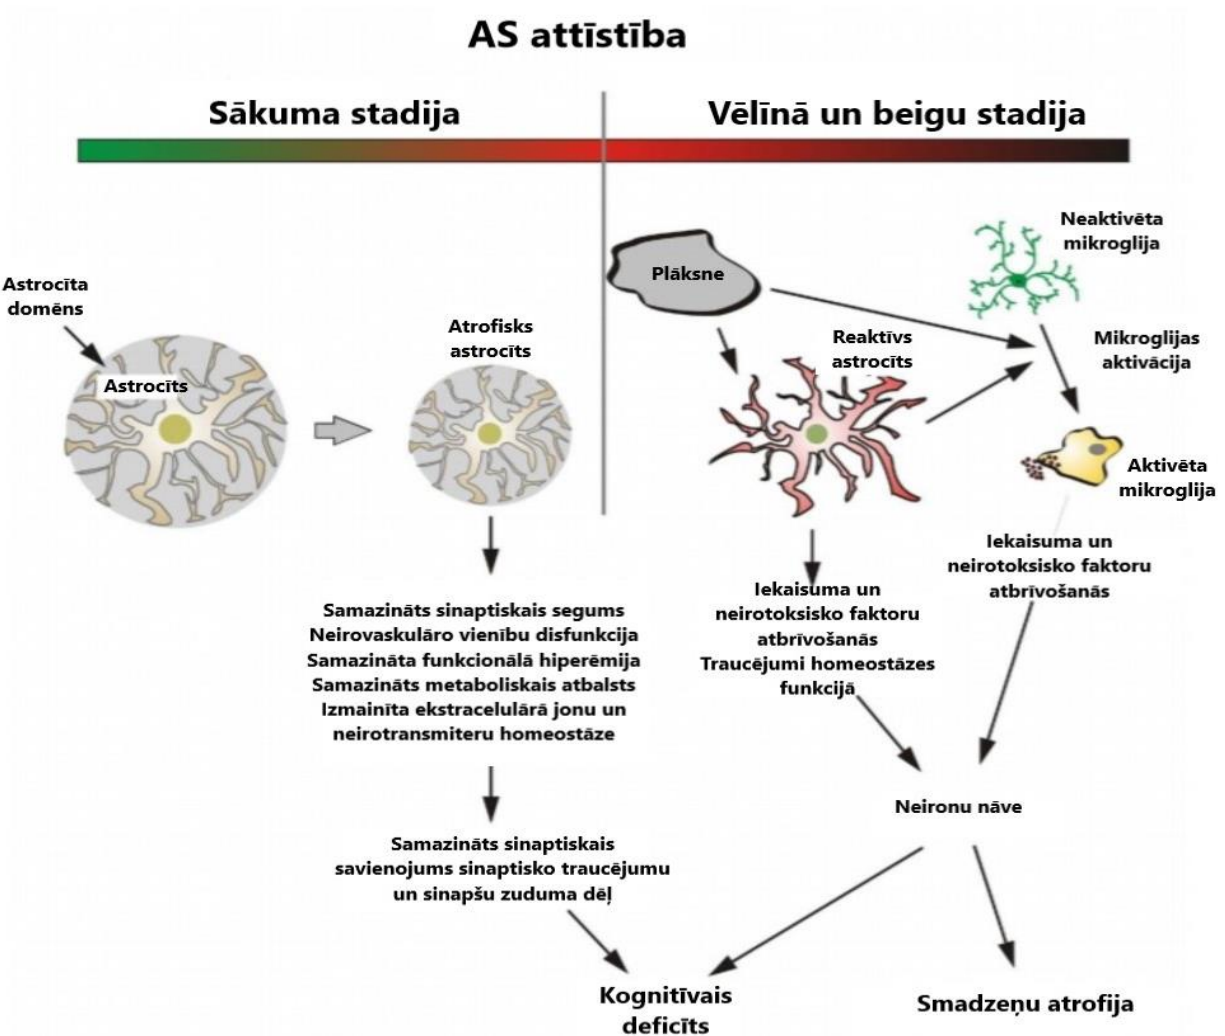 AS attīstība
Sākuma stadija
Vēlīnā un beigu stadija
Astrocīta
domēns
Astrocīts
Atrofisks
astrocīts
Samazināts sinaptiskais segums
Neirovaskulāro vienību disfunkcija
Samazināta funkcionālā hiperēmija
Samazināts metaboliskais atbalsts
Izmainīta ekstracelulārā jonu un
neirotransmiteru homeostāze
Samazināts sinaptiskais
savienojums sinaptisko traucējumu
un sinapšu zuduma dēļ
Plāksne
Neaktivēta
mikroglija
Reaktīvs
astrocīts
Mikroglijas
aktivācija
Aktivēta
mikroglija
Iekaisuma un
neirotoksisko faktoru
atbrīvošanās
Traucējumi homeostāzes
funkcijā
Iekaisuma un
neirotoksisko faktoru
atbrīvošanās
Neironu nāve
Kognitīvais
deficīts
Smadzeņu atrofija